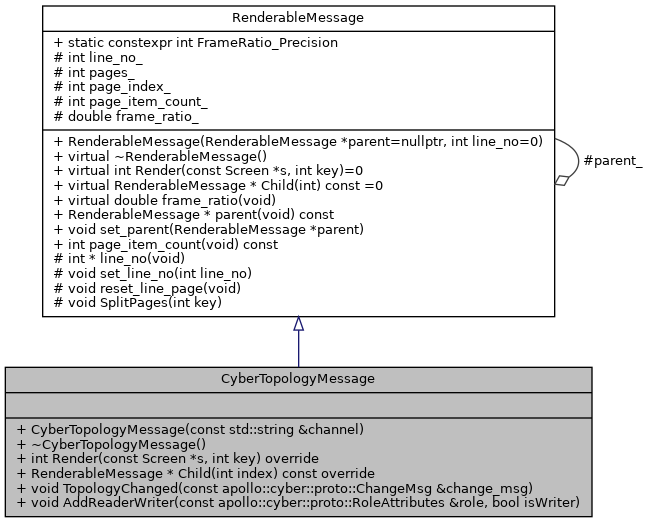 RenderableMessage
+ static constexpr int FrameRatio_Precision
# int line_no_
# int pages_
# int page_index_
# int page_item_count_
# double frame_ratio_
+ RenderableMessage(RenderableMessage *parent=nullptr, int line_no=0)
+ virtual ~RenderableMessage()
+ virtual int Render(const Screen *s, int key)=0
+ virtual RenderableMessage * Child(int) const =0
+ virtual double frame_ratio(void)
+ RenderableMessage * parent(void) const
+ void set_parent(RenderableMessage *parent)
+ int page_item_count(void) const
# int * line_no(void)
# void set_line_no(int line_no)
# void reset_line_page(void)
# void SplitPages(int key)
#parent_
CyberTopologyMessage
+ CyberTopologyMessage(const std::string &channel)
+ ~CyberTopologyMessage()
+ int Render(const Screen *s, int key) override
+ RenderableMessage * Child(int index) const override
+ void TopologyChanged(const apollo::cyber::proto::ChangeMsg &change_msg)
+ void AddReaderWriter(const apollo::cyber::proto::RoleAttributes &role, bool isWriter)